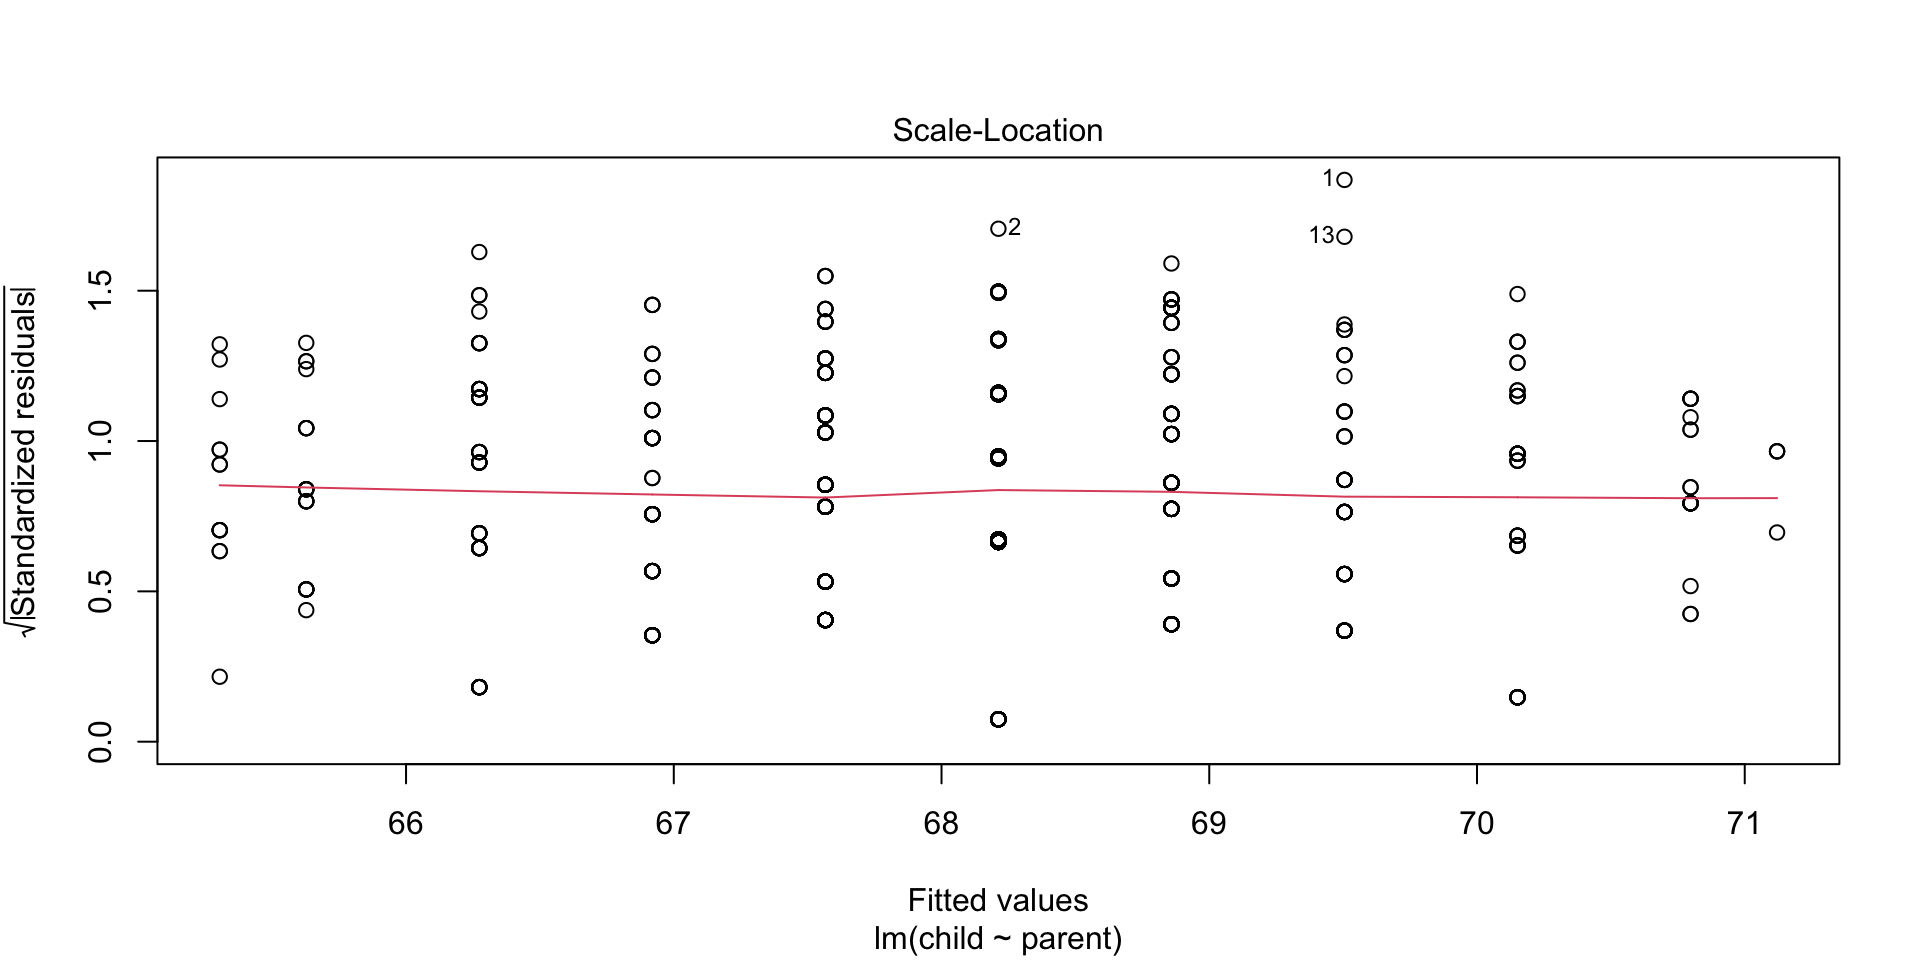 Scale-Location
√|Standardized residuals|
1.5
1.0
0.5
0.0
1
2
13
66 67 68 69 70 71
Fitted values
lm(child ~ parent)